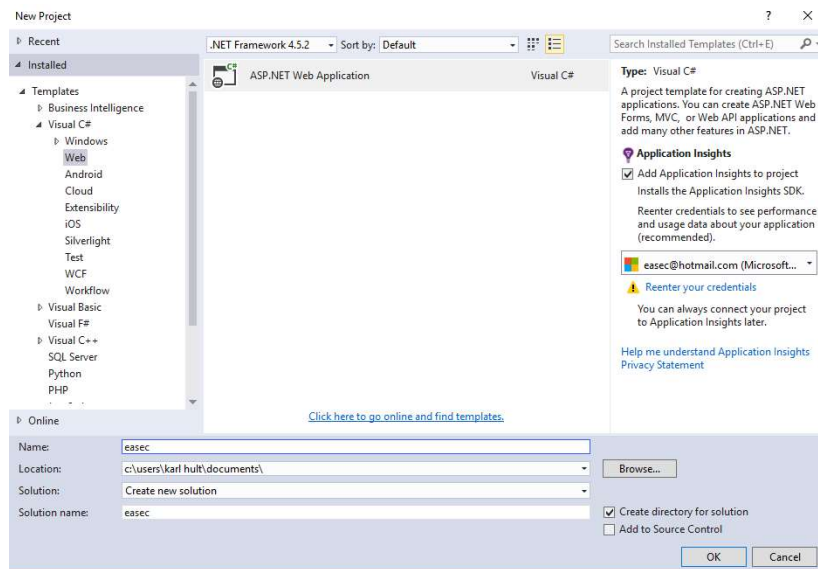 New Project
? X
Recent
Installed
Templates
Business Intelligence
Visual C#
Windows
Web
Android
Cloud
Extensibility
iOS
Silverlight
Test
WCF
Workflow
Visual Basic
Visual F#
Visual C++
SQL Server
Python
PHP
Online
.NET Framework 4.5.2 Sort by: Default
C#
ASP.NET Web Application Visual C#
Click here to go online and find templates.
Search Installed Templates (Ctrl+E)
Type: Visual C#
A project template for creating ASP.NET
applications. You can create ASP.NET Web
Forms, MVC, or Web API applications and
add many other features in ASP.NET.
Application Insights
Add Application Insights to project
Installs the Application Insights SDK.
Reenter credentials to see performance
and usage data about your application
(recommended).
easec@hotmail.com (Microsoft...
Reenter your credentials
You can always connect your project
to Application Insights later.
Help me understand Application Insights
Privacy Statement
Name: easec
Location: c:\users\karl hult\documents\ Browse...
Solution: Create new solution
Solution name: easec
Create directory for solution
Add to Source Control
OK Cancel